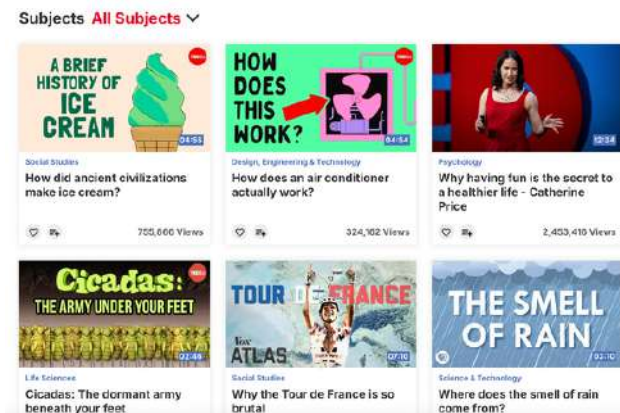 Subjects All Subjects
A BRIEF
HISTORY OF
ICE
CREAM
04:55
Social Studies
How did ancient civilizations
make ice cream?
755,666 Views
HOW
DOES
THIS
WORK?
04:54
Design, Engineering & Technology
How does an air conditioner
actually work?
324,162 Views
12:34
Psychology
Why having fun is the secret to
a healthier life - Catherine
Price
2,453,416 Views
Cicadas:
THE ARMY UNDER YOUR FEET
02:46
Life Sciences
Cicadas: The dormant army
beneath your feet
TOUR DE FRANCE
Vox
ATLAS
07:10
Social Studies
Why the Tour de France is so
brutal
THE SMELL
OF RAIN
03:10
Science & Technology
Where does the smell of rain
come from?